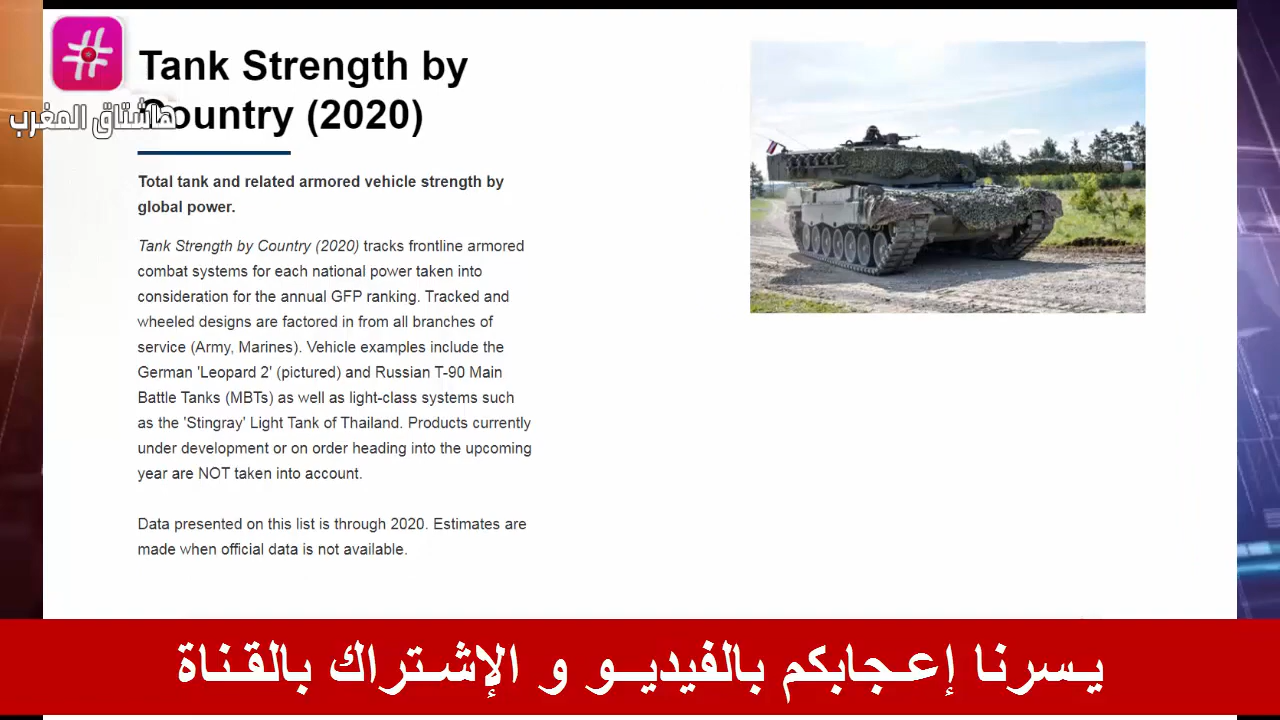 Tank Strength by
Country (2020)
هاشتاق المغرب
Total tank and related armored vehicle strength by
global power.
Tank Strength by Country (2020) tracks frontline armored
combat systems for each national power taken into
consideration for the annual GFP ranking. Tracked and
wheeled designs are factored in from all branches of
service (Army, Marines). Vehicle examples include the
German 'Leopard 2' (pictured) and Russian T-90 Main
Battle Tanks (MBTs) as well as light-class systems such
as the 'Stingray' Light Tank of Thailand. Products currently
under development or on order heading into the upcoming
year are NOT taken into account.
Data presented on this list is through 2020. Estimates are
made when official data is not available.
يسرنا إعجابكم بالفيديو و الإشتراك بالقناة